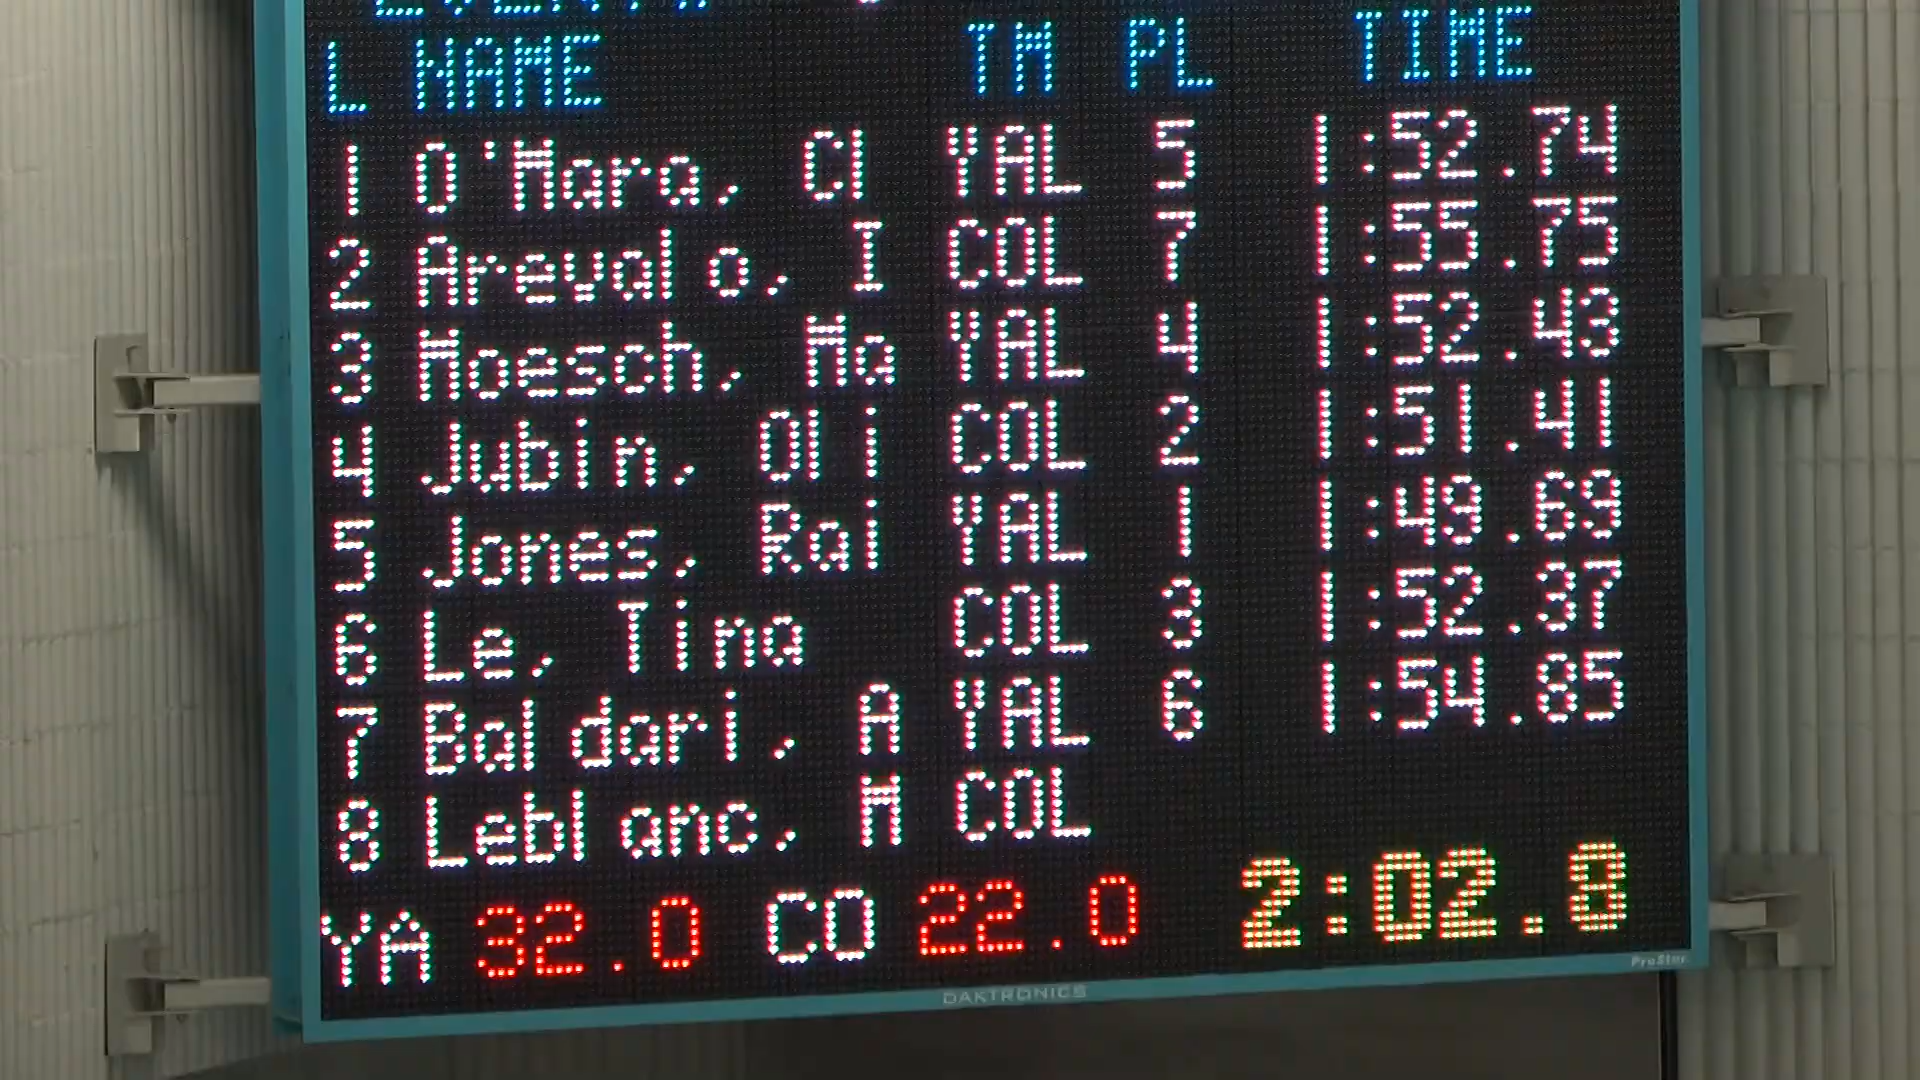 L NAME TM PL TIME
1 O'Mara, Cl YAL 5 1:52.74
2 Arevalo, I COL 7 1:55.75
3 Moesch, Ma YAL 4 1:52.43
4 Jubin, Oli COL 2 1:51.41
5 Jones, Rai YAL 1 1:49.69
6 Le, Tina COL 3 1:52.37
7 Baldari, A YAL 6 1:54.85
8 Leblanc, M COL
YA 32.0 CO 22.0 2:02.8
ProStar
DAKTRONICS